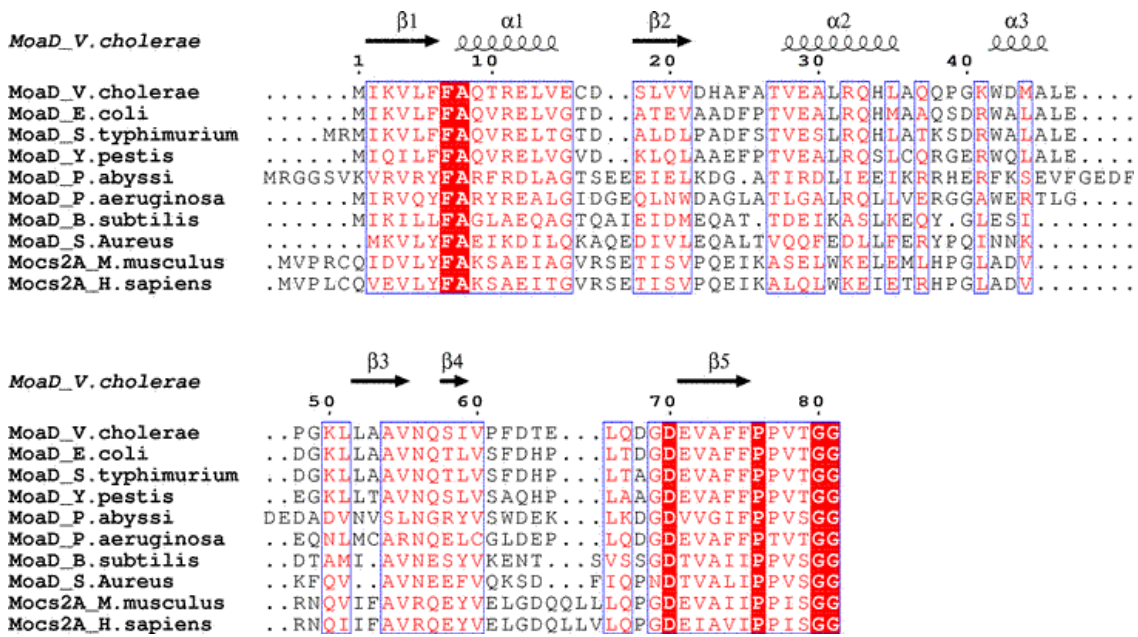 β1 α1 β2 α2 α3
MoaD_V.cholerae
1 10 20 30 40
MoaD_V.cholerae ......MIKVLFFAQTRELVECD..SLVVDHAFATVEALRQHLAQQPGKWDMALE....
MoaD_E.coli ......MIKVLFFAQVRELVGTD..ATEVAADFPTVESLRQHMAAQSDRWALALE....
MoaD_S.typhimurium ....MRMIKVLFFAQVRELTGTD..ALDLPADFSTVESLRQHLATKSDRWALALE....
MoaD_Y.pestis ......MIQILFFAQVRELVGVD..KLQLAAEFPTVEALRQSLCQRGERWQLALE....
MoaD_P.abyssi MRGGSVKVRVRYFARFRDLAGTSEEEIELKDG.ATIRDLIEEIKRRHERFKSEVFGEDF
MoaD_P.aeruginosa ......MIRVQYFARYREALGIDGEQLNWDAGLATLGALRQLLVERGGAWERTLG....
MoaD_B.subtilis ......MIKILLFAGLAEQAGTQAIEIDMEQAT.TDEIKASLKEQY.GLESI.......
MoaD_S.Aureus ......MKVLYFAEIKDILQKAQEDIVLEQALTVQQFEDLLFERYPQINNK.......
Mocs2A_M.musculus .MVPRCQIDVLYFAKSAEIAGVRSETISVPQEIKASELWKELEMLHPGLADV.......
Mocs2A_H.sapiens .MVPLCQVEVLYFAKSAEITGVRSETISVPQEIKALQLWKEIETRHPGLADV.......
β3 β4 β5
MoaD_V.cholerae
50 60 70 80
MoaD_V.cholerae ..PGKLLAAVNQSIVPFDTE...LQDGDEVAFFPPVTGG
MoaD_E.coli ..DGKLLAAVNQTLVSFDHP...LTDGDEVAFFPPVTGG
MoaD_S.typhimurium ..DGKLLAAVNQTLVSFDHP...LTAGDEVAFFPPVTGG
MoaD_Y.pestis ..EGKLLTAVNQSLVSAQHP...LAAGDEVAFFPPVTGG
MoaD_P.abyssi DEDADVNVSLNGRYVSWDEK...LKDGDVVGIFPPVSGG
MoaD_P.aeruginosa ..EQNLMCARNQELCGLDEP...LQDGDEVAFFPTVTGG
MoaD_B.subtilis ..DTAMI.AVNESYVKENT...SVSSGDTVAIIPPVSGG
MoaD_S.Aureus ..KFQV.AVNEEFVQKSD...FIQPNDTVALIPPVSGG
Mocs2A_M.musculus ..RNQVIFAVRQEYVELGDQQLLLQPGDEVAIIPPISGG
Mocs2A_H.sapiens ..RNQIIFAVRQEYVELGDQLLVLQPGDEIAVIPPISGG